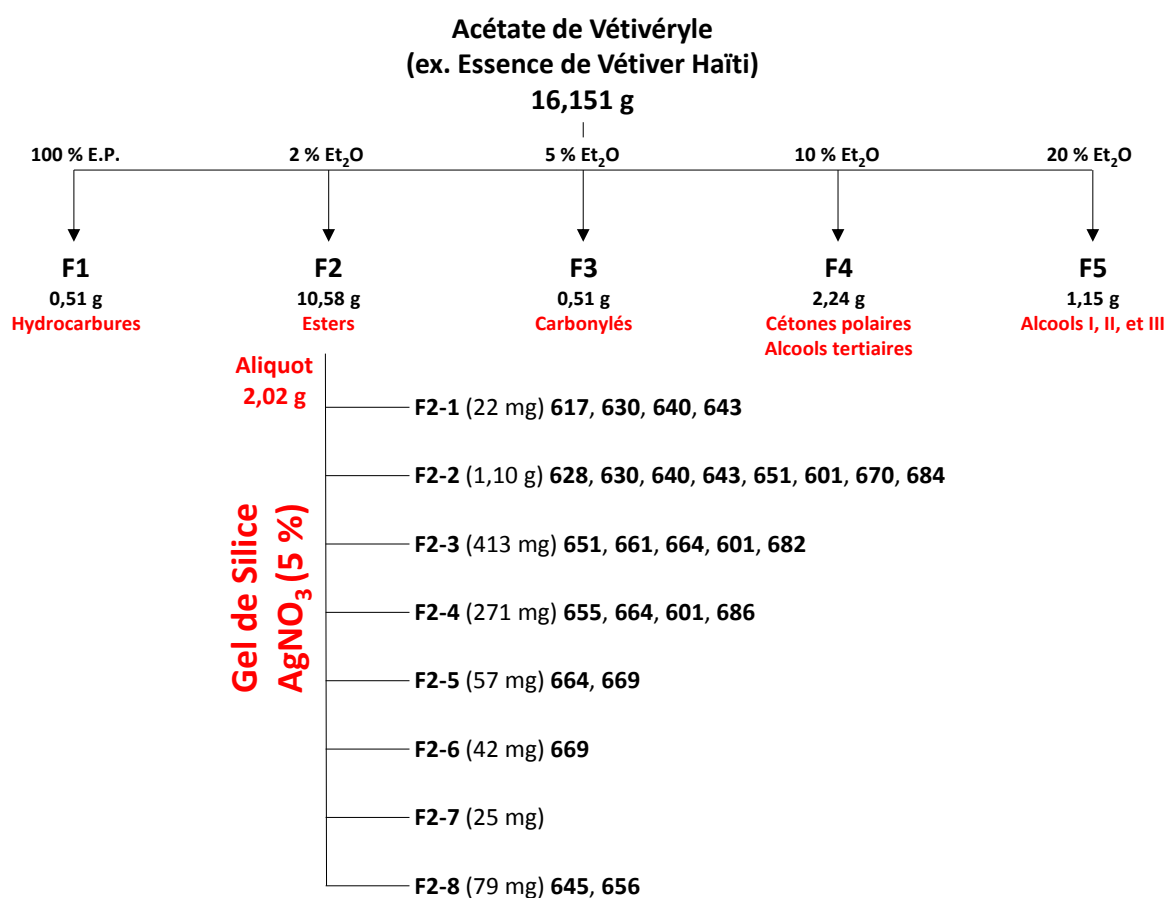 Acétate de Vétivéryle
(ex. Essence de Vétiver Haïti)
16,151 g
100 % E.P. 2 % Et₂O 5 % Et₂O 10 % Et₂O 20 % Et₂O
F1 F2 F3 F4 F5
0,51 g 10,58 g 0,51 g 2,24 g 1,15 g
Hydrocarbures Esters Carbonylés Cétones polaires Alcools I, II, et III
Alcools tertiaires
Aliquot
2,02 g
F2-1 (22 mg) 617, 630, 640, 643
F2-2 (1,10 g) 628, 630, 640, 643, 651, 601, 670, 684
F2-3 (413 mg) 651, 661, 664, 601, 682
F2-4 (271 mg) 655, 664, 601, 686
F2-5 (57 mg) 664, 669
F2-6 (42 mg) 669
F2-7 (25 mg)
F2-8 (79 mg) 645, 656
Gel de Silice
AgNO₃ (5 %)